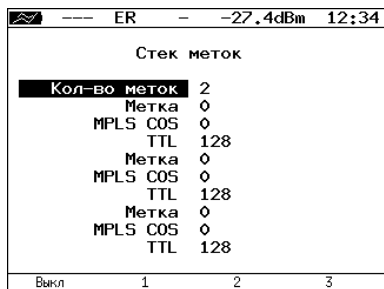 --- ER - -27.4dBm 12:34
Стек меток
Кол-во меток 2
Метка 0
MPLS COS 0
TTL 128
Метка 0
MPLS COS 0
TTL 128
Метка 0
MPLS COS 0
TTL 128
Выкл 1 2 3